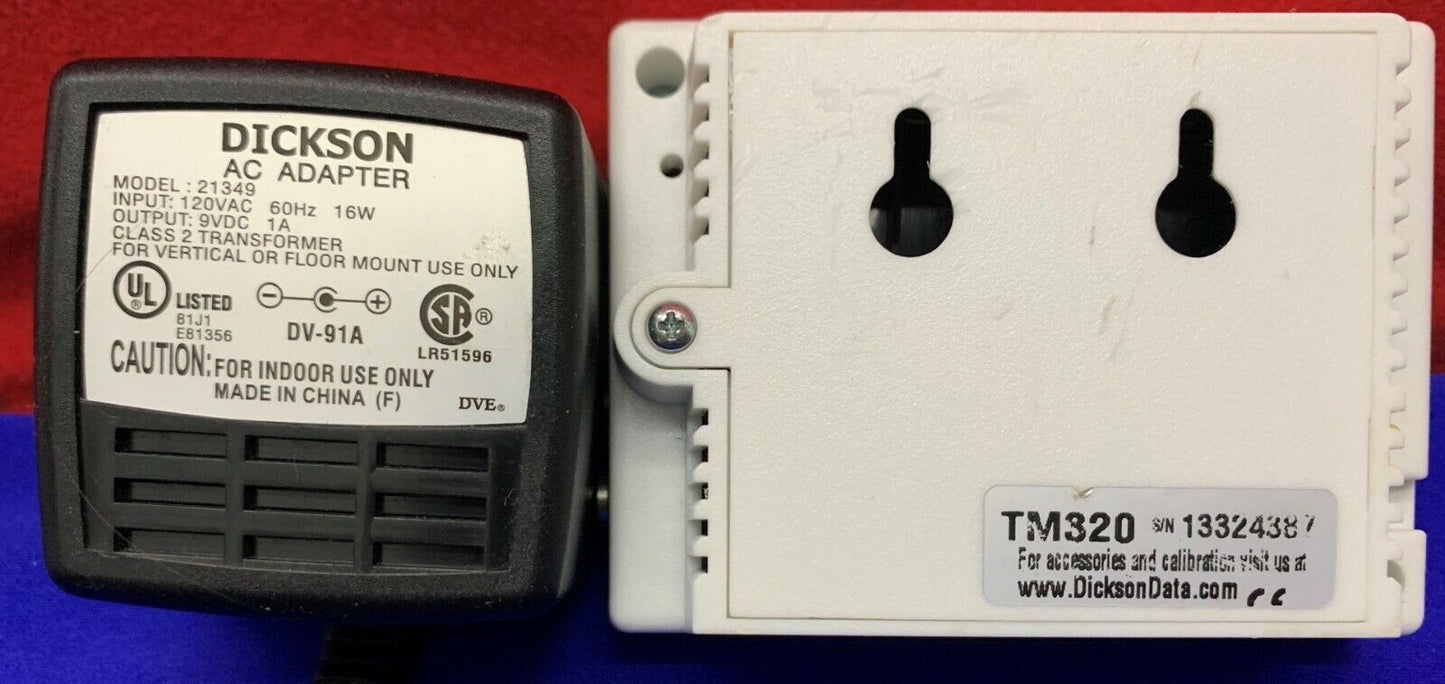 DICKSON
AC ADAPTER
MODEL : 21349
INPUT: 120VAC 60Hz 16W
OUTPUT: 9VDC 1A
CLASS 2 TRANSFORMER
FOR VERTICAL OR FLOOR MOUNT USE ONLY
UL ® LISTED
81J1
E81356
DV-91A
SA ®
LR51596
CAUTION: FOR INDOOR USE ONLY
MADE IN CHINA (F)
DVE®
TM320 S/N 13324387
For accessories and calibration visit us at
www.DicksonData.com CE